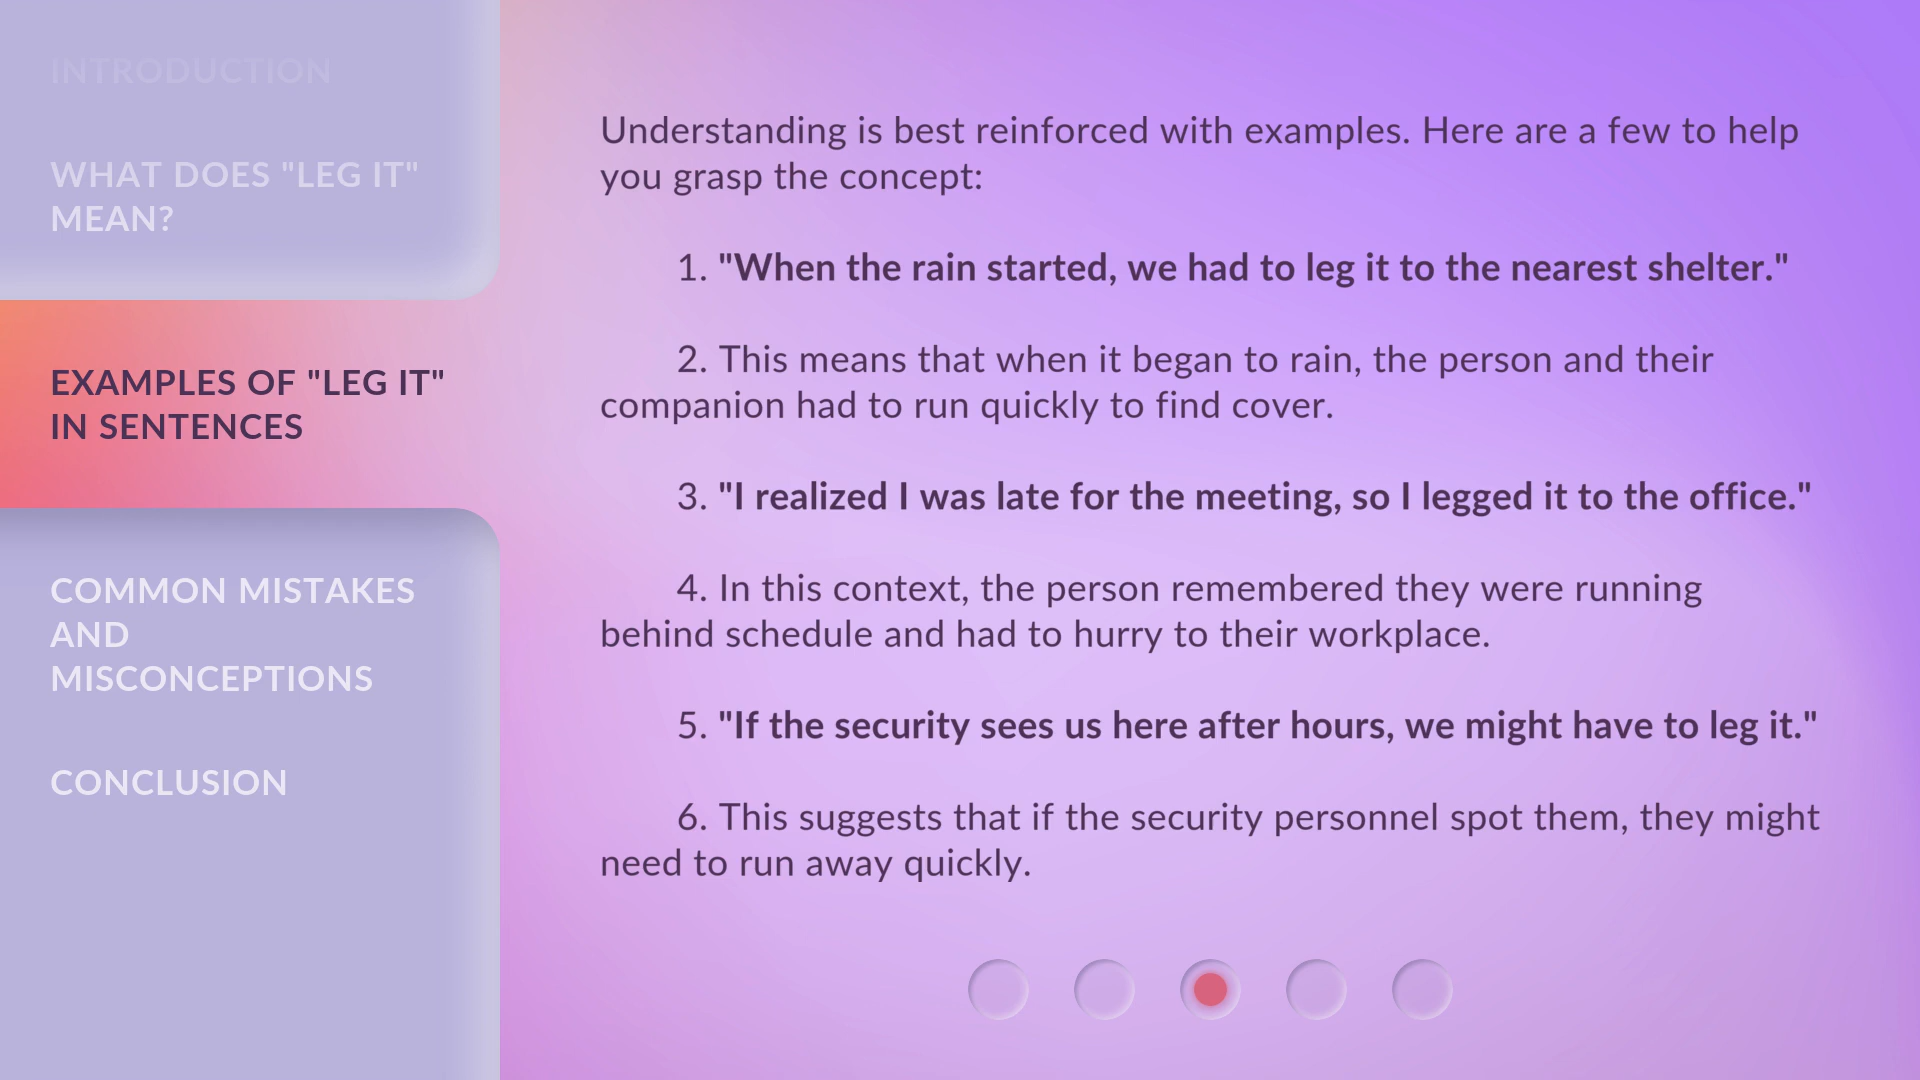 INTRODUCTION
WHAT DOES "LEG IT"
MEAN?
EXAMPLES OF "LEG IT"
IN SENTENCES
COMMON MISTAKES
AND
MISCONCEPTIONS
CONCLUSION
Understanding is best reinforced with examples. Here are a few to help
you grasp the concept:
1. "When the rain started, we had to leg it to the nearest shelter."
2. This means that when it began to rain, the person and their
companion had to run quickly to find cover.
3. "I realized I was late for the meeting, so I legged it to the office."
4. In this context, the person remembered they were running
behind schedule and had to hurry to their workplace.
5. "If the security sees us here after hours, we might have to leg it."
6. This suggests that if the security personnel spot them, they might
need to run away quickly.